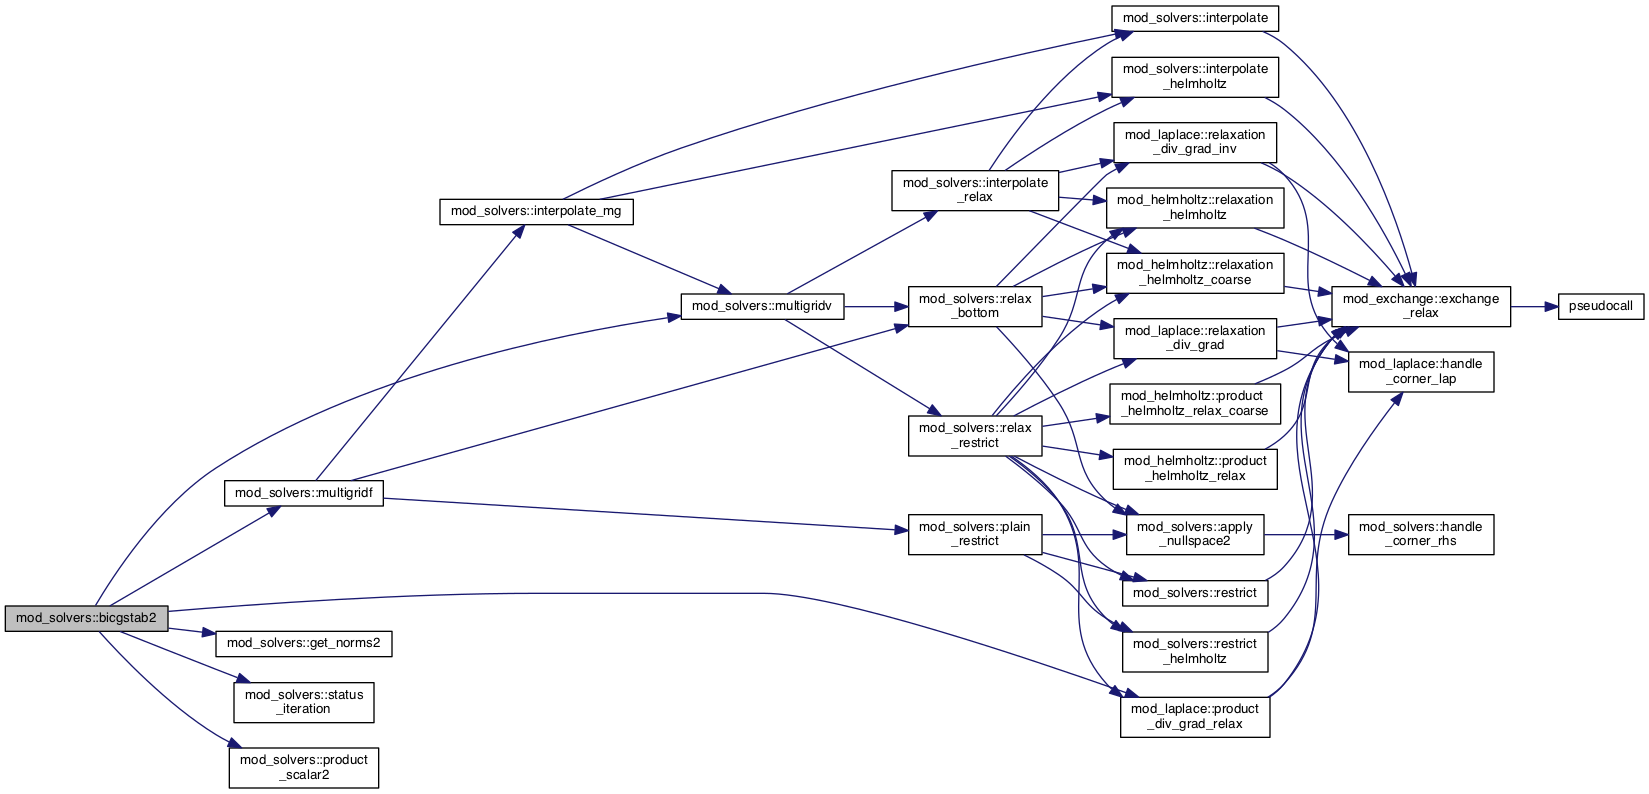 mod_solvers::interpolate
mod_solvers::interpolate
_helmholtz
mod_laplace::relaxation
_div_grad_inv
mod_solvers::interpolate
_relax
mod_helmholtz::relaxation
_helmholtz
mod_solvers::interpolate_mg
mod_helmholtz::relaxation
_helmholtz_coarse
mod_solvers::multigridv
mod_solvers::relax
_bottom
mod_exchange::exchange
_relax
pseudocall
mod_laplace::relaxation
_div_grad
mod_laplace::handle
_corner_lap
mod_helmholtz::product
_helmholtz_relax_coarse
mod_solvers::relax
_restrict
mod_helmholtz::product
_helmholtz_relax
mod_solvers::multigridf
mod_solvers::plain
_restrict
mod_solvers::apply
_nullspace2
mod_solvers::handle
_corner_rhs
mod_solvers::restrict
mod_solvers::bicgstab2
mod_solvers::get_norms2
mod_solvers::restrict
_helmholtz
mod_solvers::status
_iteration
mod_laplace::product
_div_grad_relax
mod_solvers::product
_scalar2